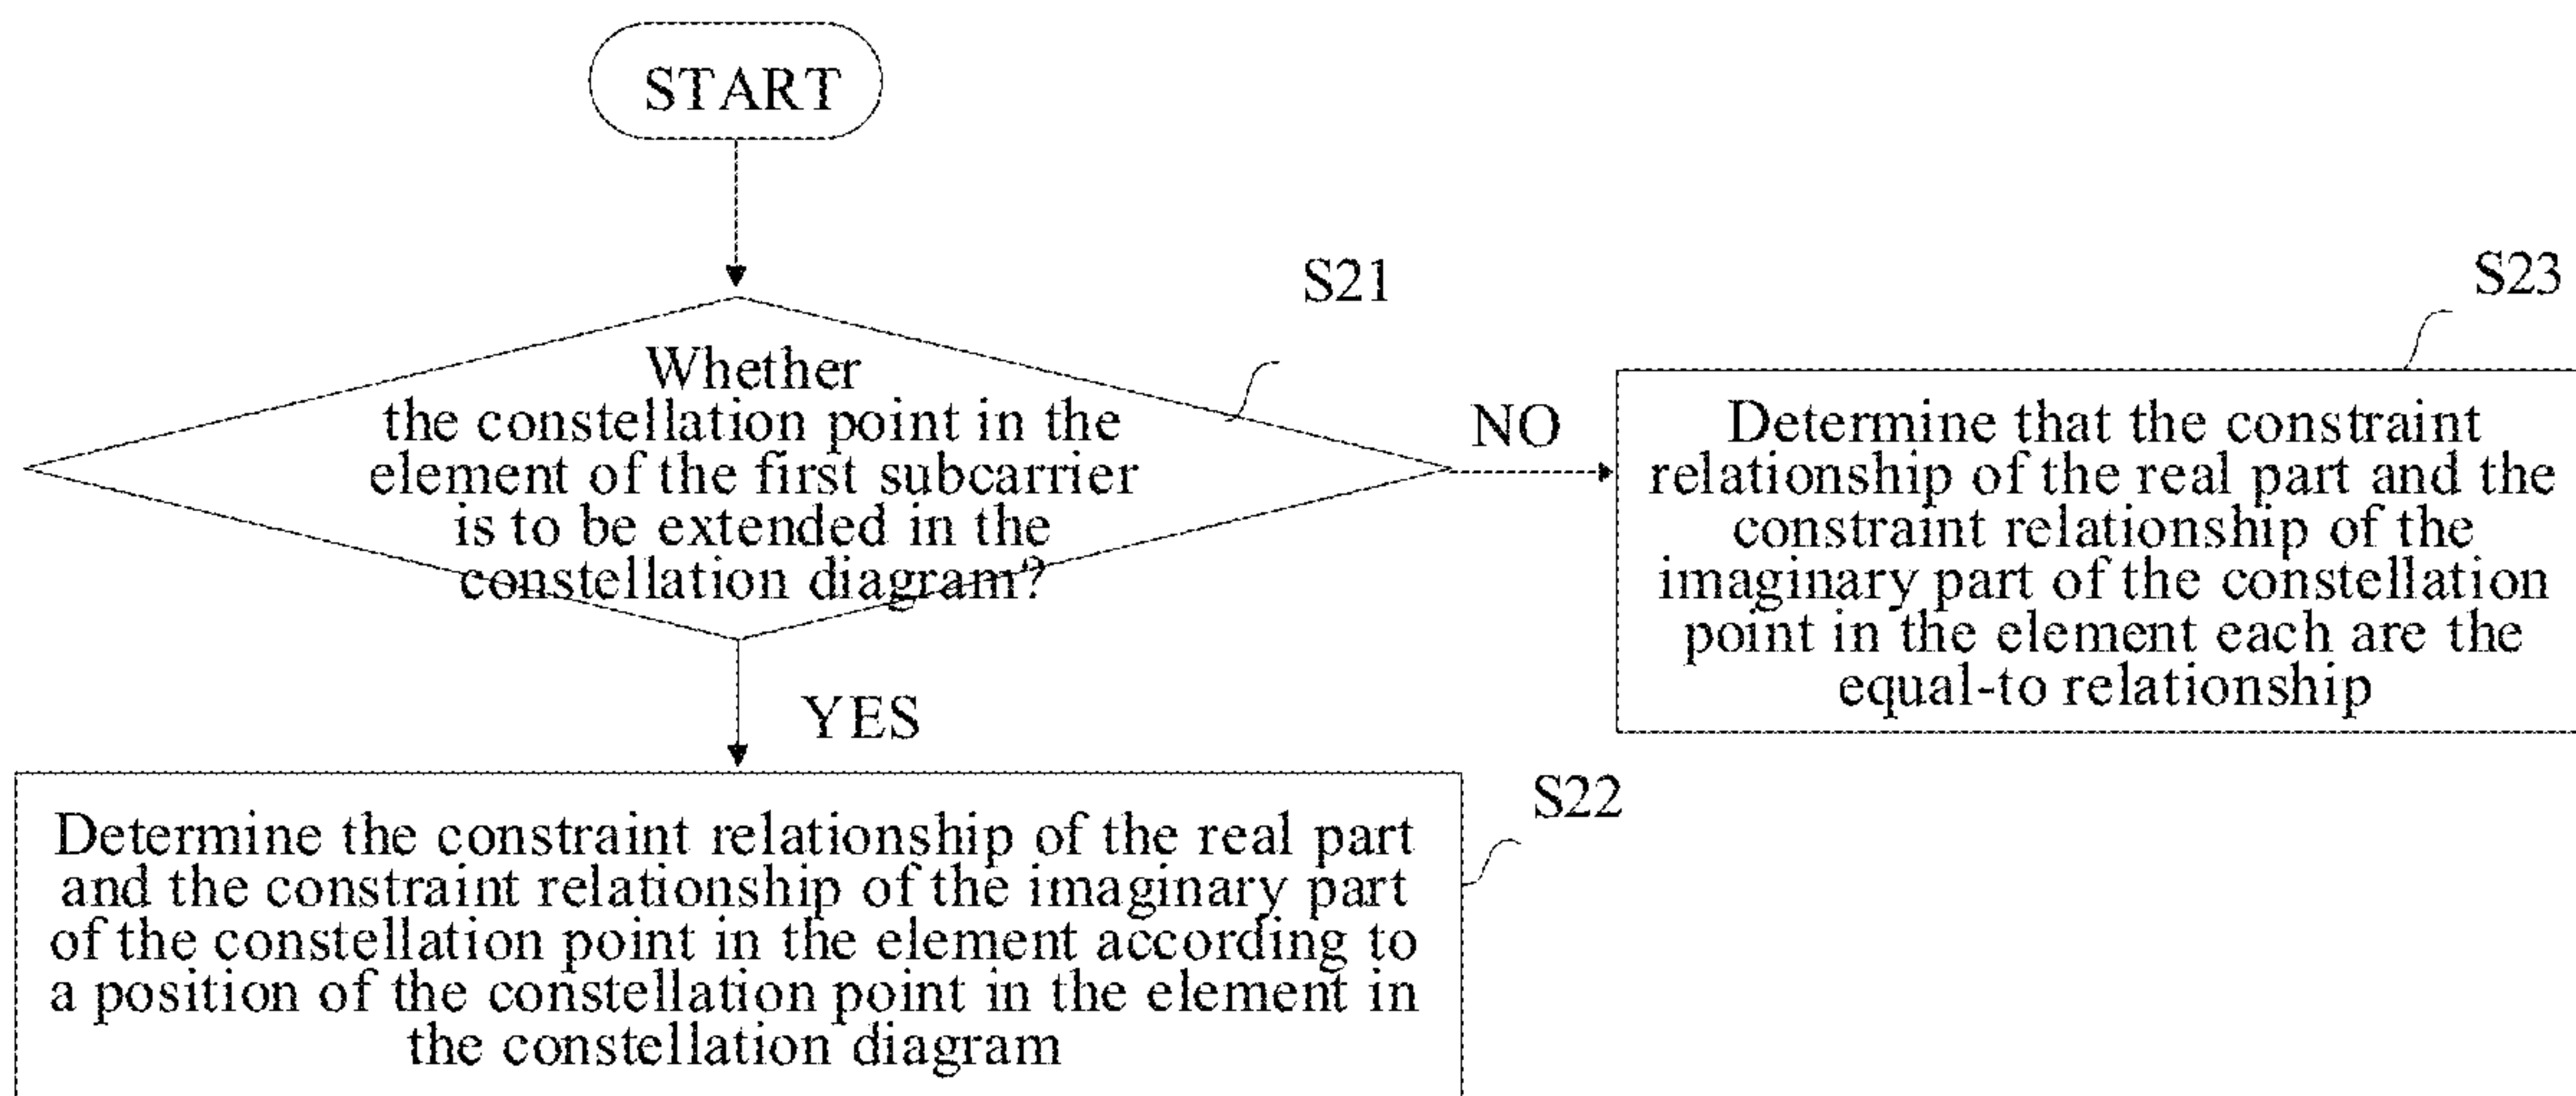 START
S21
Whether
the constellation point in the
element of the first subcarrier
is to be extended in the
constellation diagram?
NO
S23
Determine that the constraint
relationship of the real part and the
constraint relationship of the
imaginary part of the constellation
point in the element each are the
equal-to relationship
YES
S22
Determine the constraint relationship of the real part
and the constraint relationship of the imaginary part
of the constellation point in the element according to
a position of the constellation point in the element in
the constellation diagram